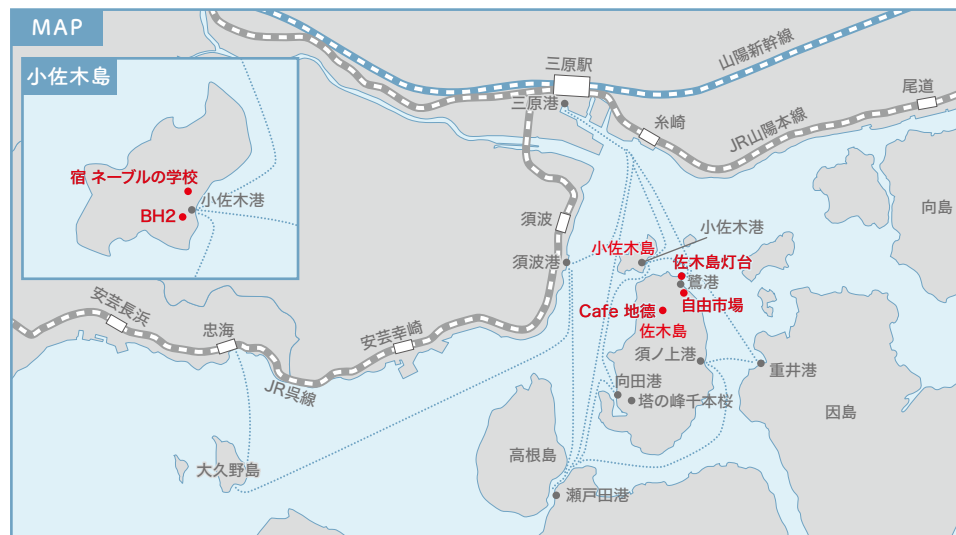 MAP
小佐木島
宿 ネーブルの学校
小佐木港
BH2
三原駅
三原港
山陽新幹線
尾道
糸崎
JR山陽本線
向島
須波
須波港
小佐木港
小佐木島
佐木島灯台
鷺港
自由市場
Cafe 地德
佐木島
須ノ上港
重井港
向田港
塔の峰千本桜
因島
安芸長浜
忠海
安芸幸崎
JR呉線
大久野島
高根島
瀬戸田港